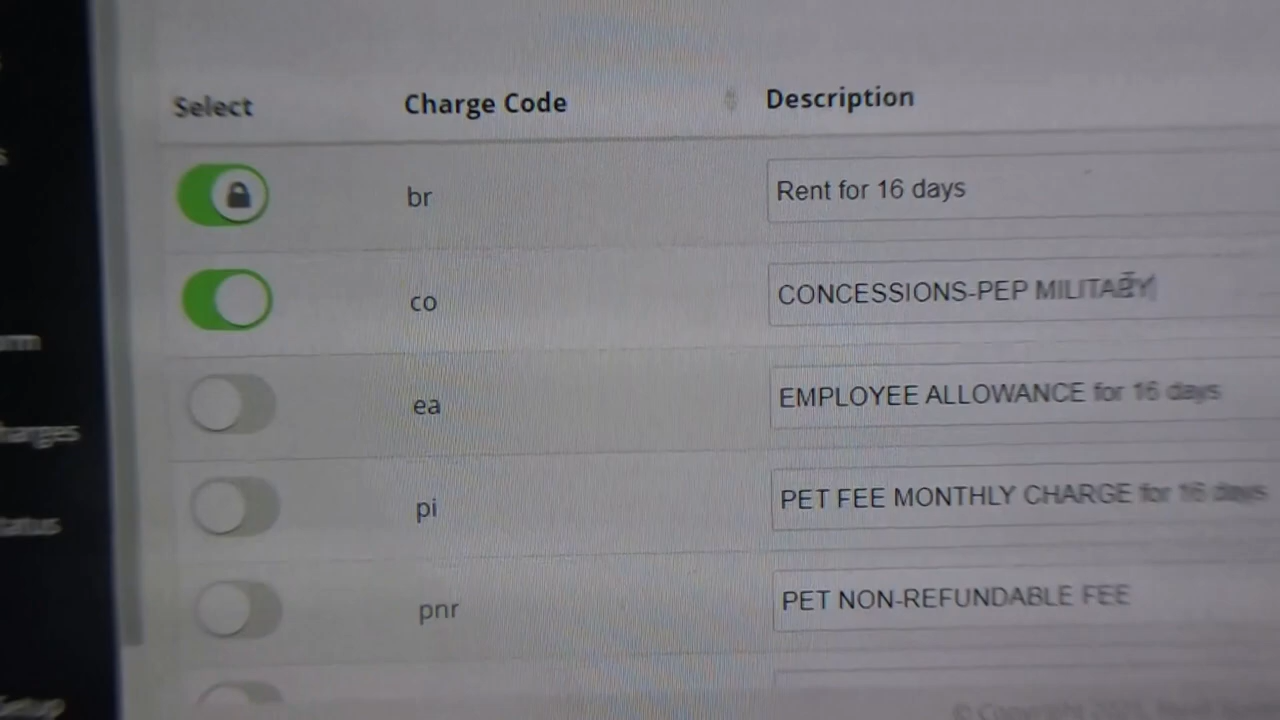 Select Charge Code Description
br Rent for 16 days
co CONCESSIONS-PEP MILITARY
ea EMPLOYEE ALLOWANCE for 16 days
pi PET FEE MONTHLY CHARGE for 16 days
pnr PET NON-REFUNDABLE FEE
© Copyright